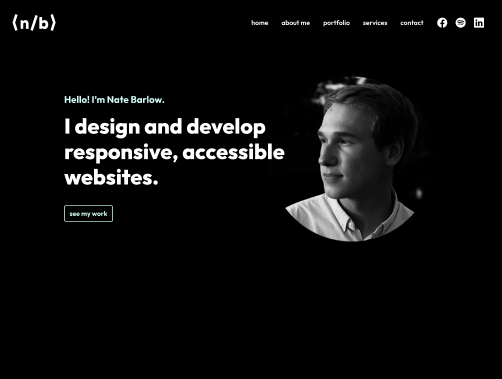 (n/b)
home about me portfolio services contact
Hello! I'm Nate Barlow.
I design and develop
responsive, accessible
websites.
see my work